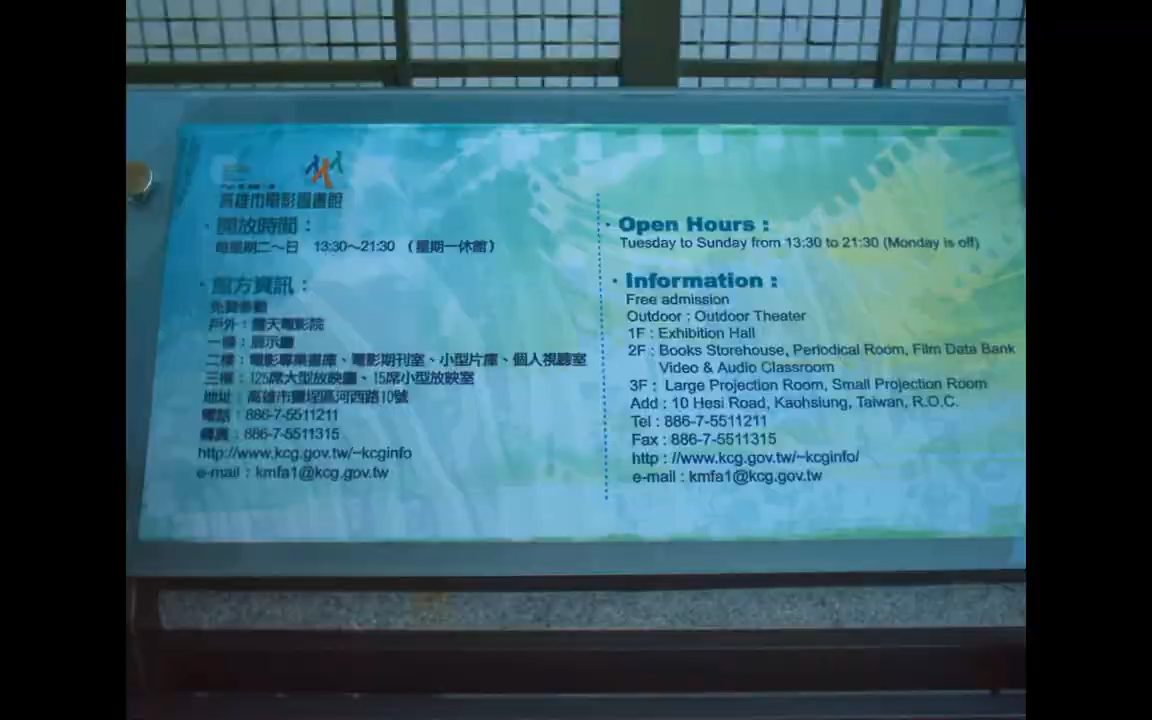 高雄市電影圖書館
· 開放時間：
每星期二～日 13:30～21:30 （星期一休館）
· 館方資訊：
免費參觀
戶外：露天電影院
一樓：展示廳
二樓：電影專業書庫、電影期刊室、小型片庫、個人視聽室
三樓：125席大型放映廳、15席小型放映室
地址：高雄市鹽埕區河西路10號
電話：886-7-5511211
傳真：886-7-5511315
http://www.kcg.gov.tw/~kcginfo
e-mail : kmfa1@kcg.gov.tw
· Open Hours :
Tuesday to Sunday from 13:30 to 21:30 (Monday is off)
· Information :
Free admission
Outdoor : Outdoor Theater
1F : Exhibition Hall
2F : Books Storehouse, Periodical Room, Film Data Bank
Video & Audio Classroom
3F : Large Projection Room, Small Projection Room
Add : 10 Hesi Road, Kaohsiung, Taiwan, R.O.C.
Tel : 886-7-5511211
Fax : 886-7-5511315
http : //www.kcg.gov.tw/~kcginfo/
e-mail : kmfa1@kcg.gov.tw